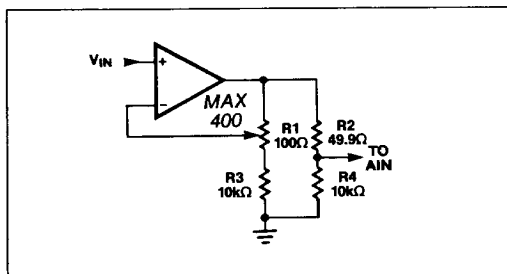 VIN
+
−
MAX
400
R1
100Ω
R2
49.9Ω
TO
AIN
R3
10kΩ
R4
10kΩ